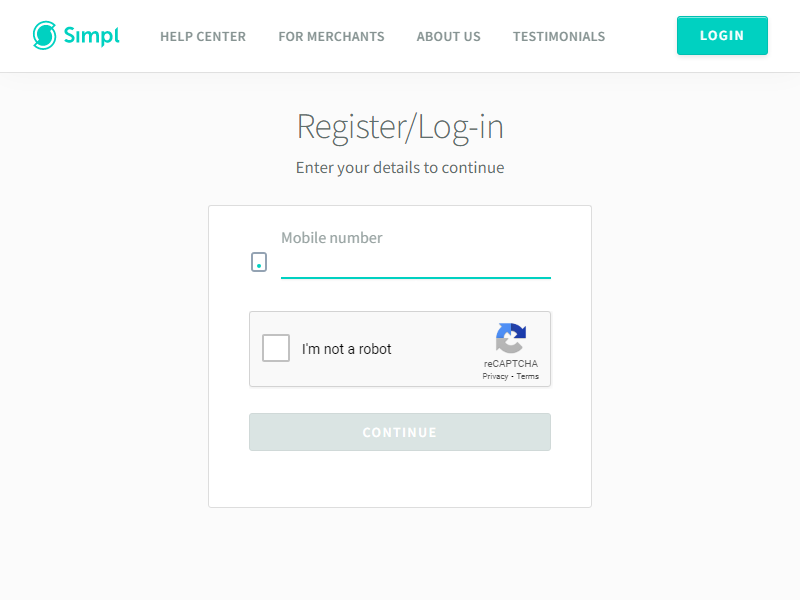 Simpl
HELP CENTER
FOR MERCHANTS
ABOUT US
TESTIMONIALS
LOGIN
Register/Log-in
Enter your details to continue
Mobile number
I'm not a robot
reCAPTCHA
Privacy - Terms
CONTINUE